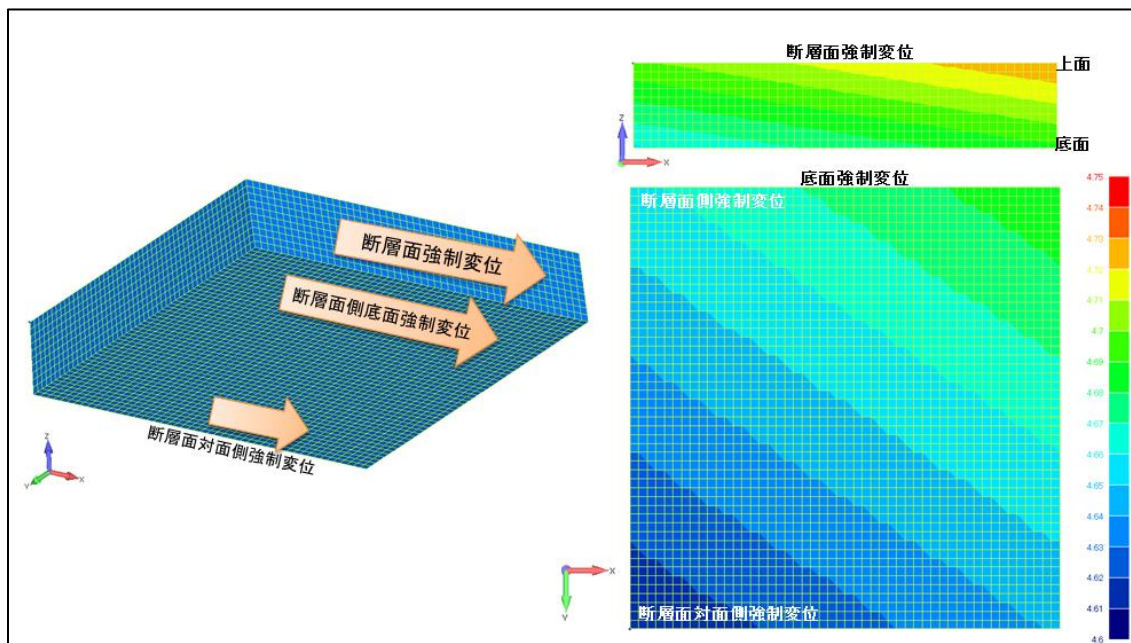 断層面強制変位
上面
Z
X
底面
底面強制変位
断層面側強制変位
断層面強制変位
断層面側底面強制変位
断層面対面側強制変位
Z
Y
X
4.75
4.74
4.73
4.72
4.71
4.7
4.69
4.68
4.67
4.66
4.65
4.64
4.63
4.62
4.61
4.6
X
Y
断層面対面側強制変位